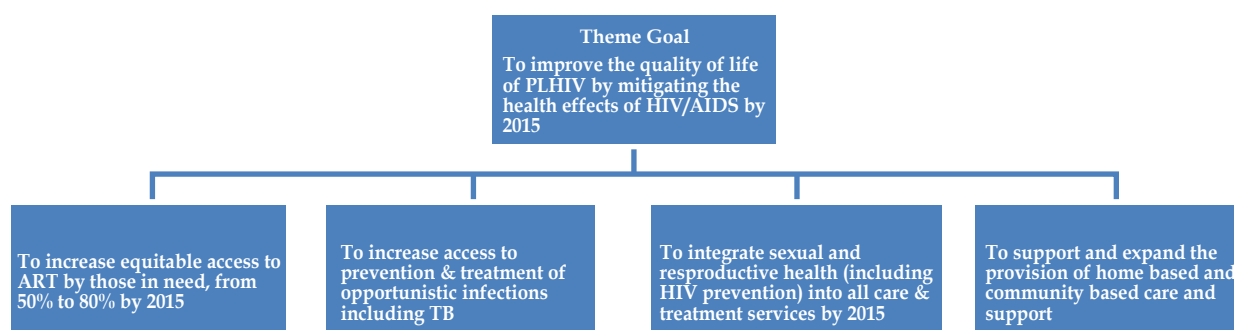 Theme Goal
To improve the quality of life
of PLHIV by mitigating the
health effects of HIV/AIDS by
2015
To increase equitable access to
ART by those in need, from
50% to 80% by 2015
To increase access to
prevention & treatment of
opportunistic infections
including TB
To integrate sexual and
resproductive health (including
HIV prevention) into all care &
treatment services by 2015
To support and expand the
provision of home based and
community based care and
support